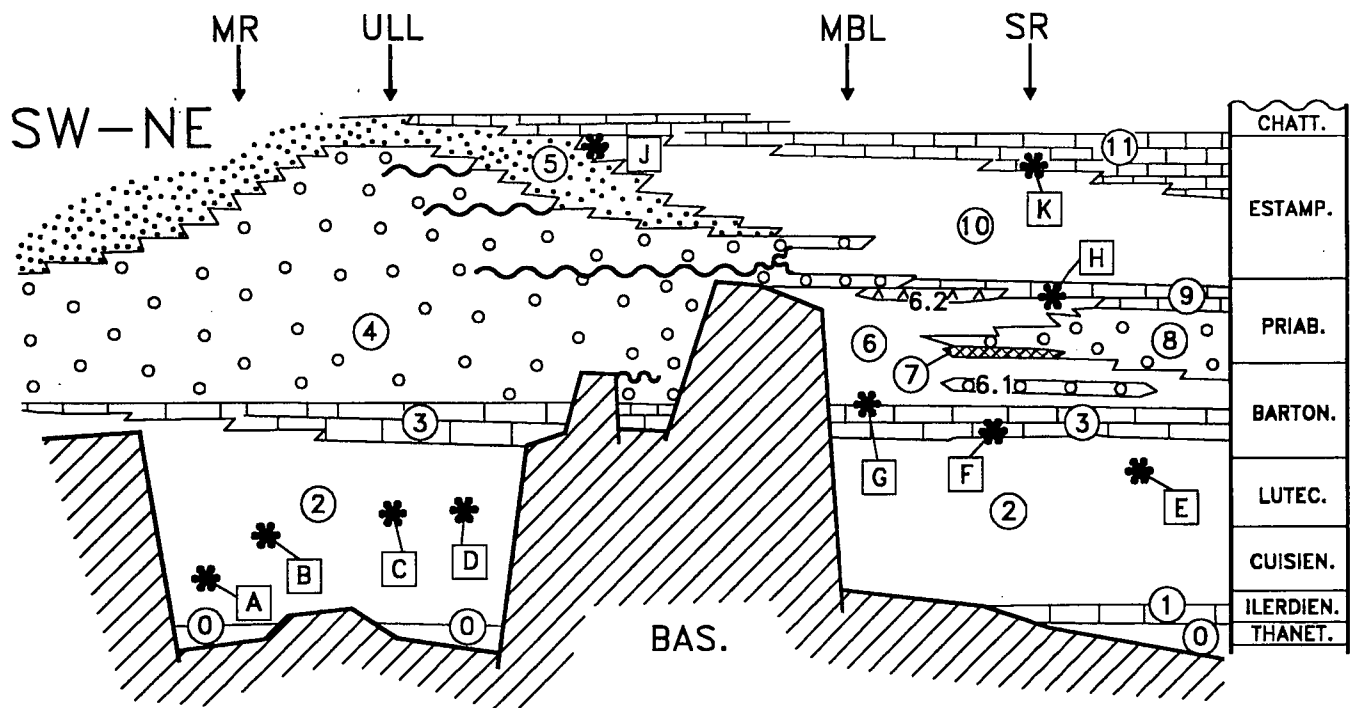 MR ULL MBL SR
SW-NE
CHATT.
5 J 11
K ESTAMP.
10
H
6.2 9
4 6 8 PRIAB.
7 6.1
3 3 BARTON.
G F E
2 2 LUTEC.
A B C D
CUISIEN.
1 ILERDIEN.
0 0 0 THANET.
BAS.